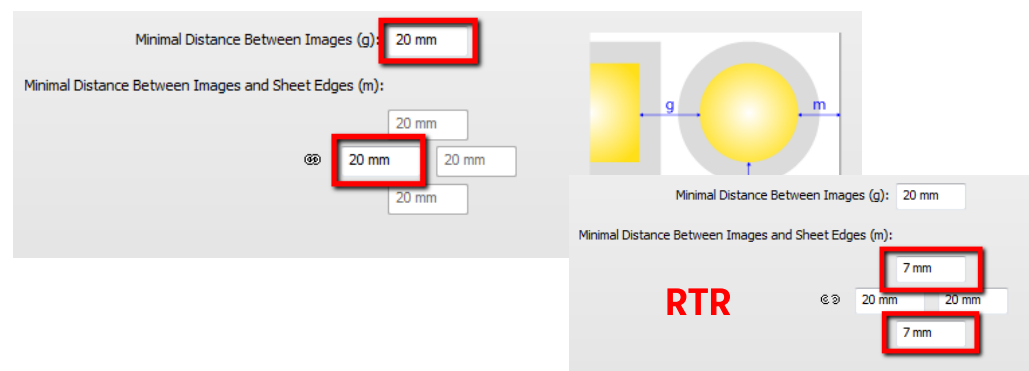 Minimal Distance Between Images (g): 20 mm
Minimal Distance Between Images and Sheet Edges (m):
20 mm
20 mm 20 mm
20 mm
g m
Minimal Distance Between Images (g): 20 mm
Minimal Distance Between Images and Sheet Edges (m):
7 mm
RTR 20 mm 20 mm
7 mm